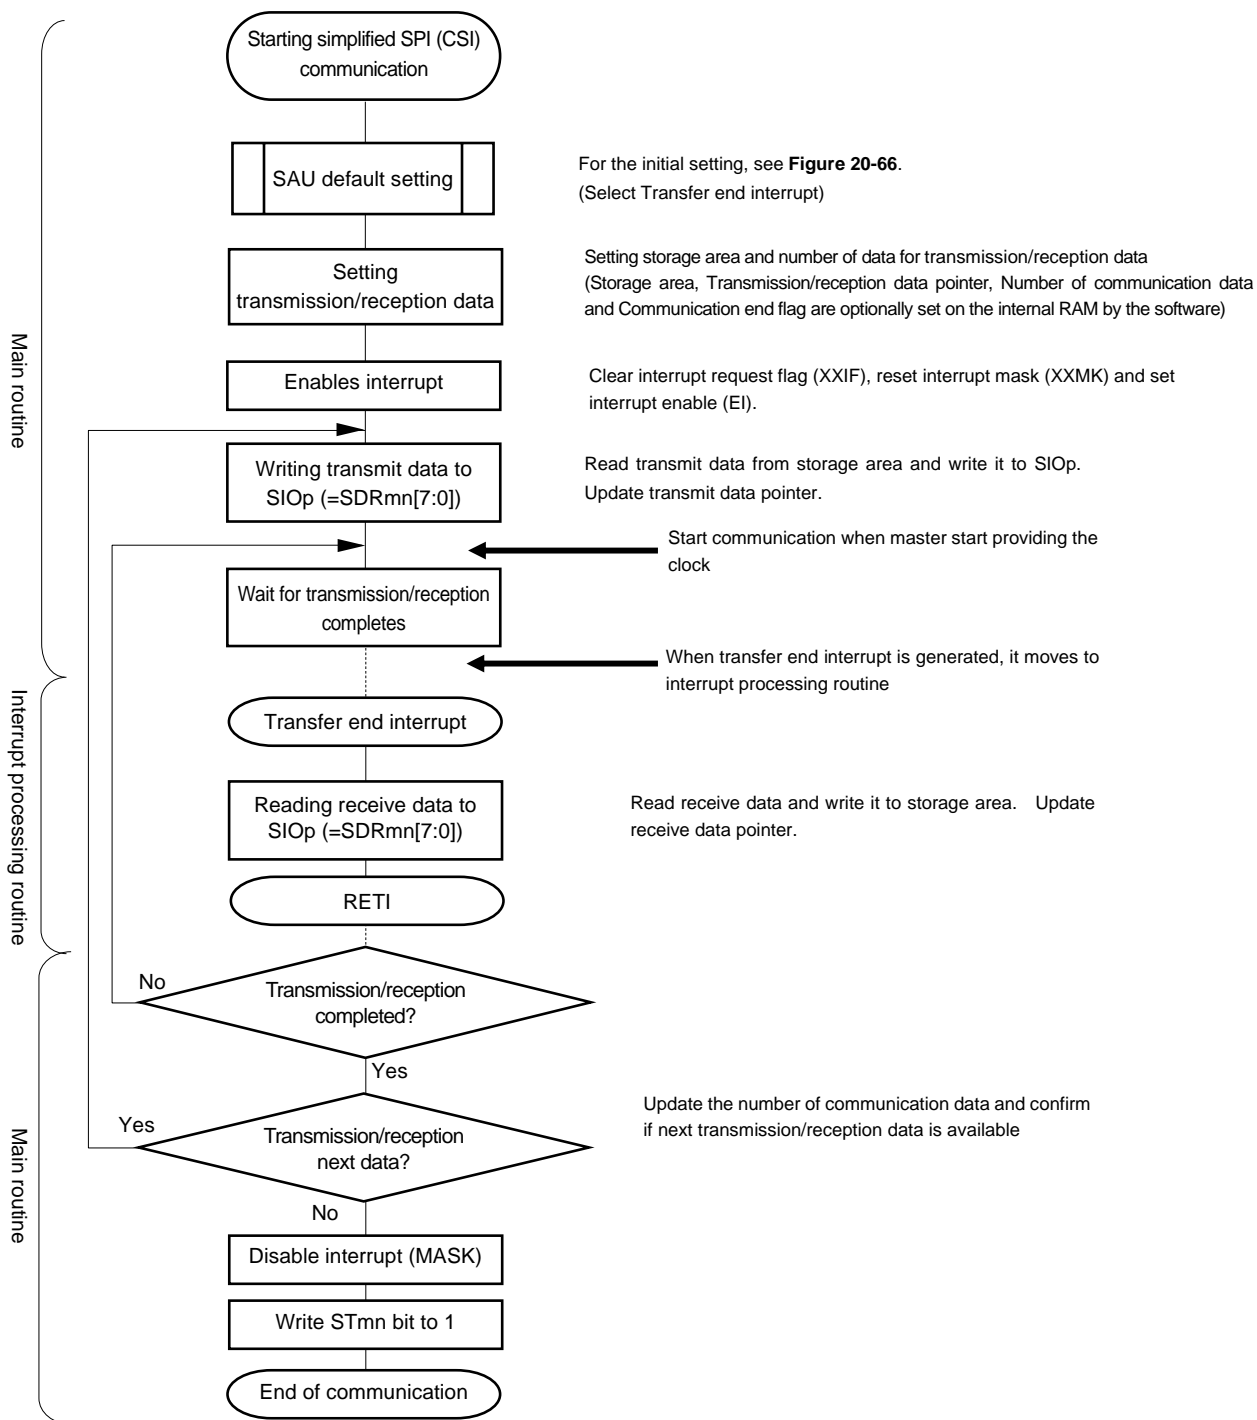 Starting simplified SPI (CSI)
communication
SAU default setting
For the initial setting, see Figure 20-66.
(Select Transfer end interrupt)
Setting
transmission/reception data
Setting storage area and number of data for transmission/reception data
(Storage area, Transmission/reception data pointer, Number of communication data
and Communication end flag are optionally set on the internal RAM by the software)
Main routine
Enables interrupt
Clear interrupt request flag (XXIF), reset interrupt mask (XXMK) and set
interrupt enable (EI).
Writing transmit data to
SIOp (=SDRmn[7:0])
Read transmit data from storage area and write it to SIOp.
Update transmit data pointer.
Start communication when master start providing the
clock
Wait for transmission/reception
completes
When transfer end interrupt is generated, it moves to
interrupt processing routine
Interrupt processing routine
Transfer end interrupt
Reading receive data to
SIOp (=SDRmn[7:0])
Read receive data and write it to storage area. Update
receive data pointer.
RETI
No
Transmission/reception
completed?
Yes
Main routine
Yes
Transmission/reception
next data?
Update the number of communication data and confirm
if next transmission/reception data is available
No
Disable interrupt (MASK)
Write STmn bit to 1
End of communication